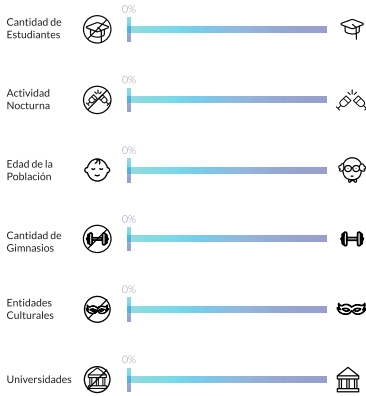 0%
Cantidad de
Estudiantes
0%
Actividad
Nocturna
0%
Edad de la
Población
0%
Cantidad de
Gimnasios
0%
Entidades
Culturales
0%
Universidades